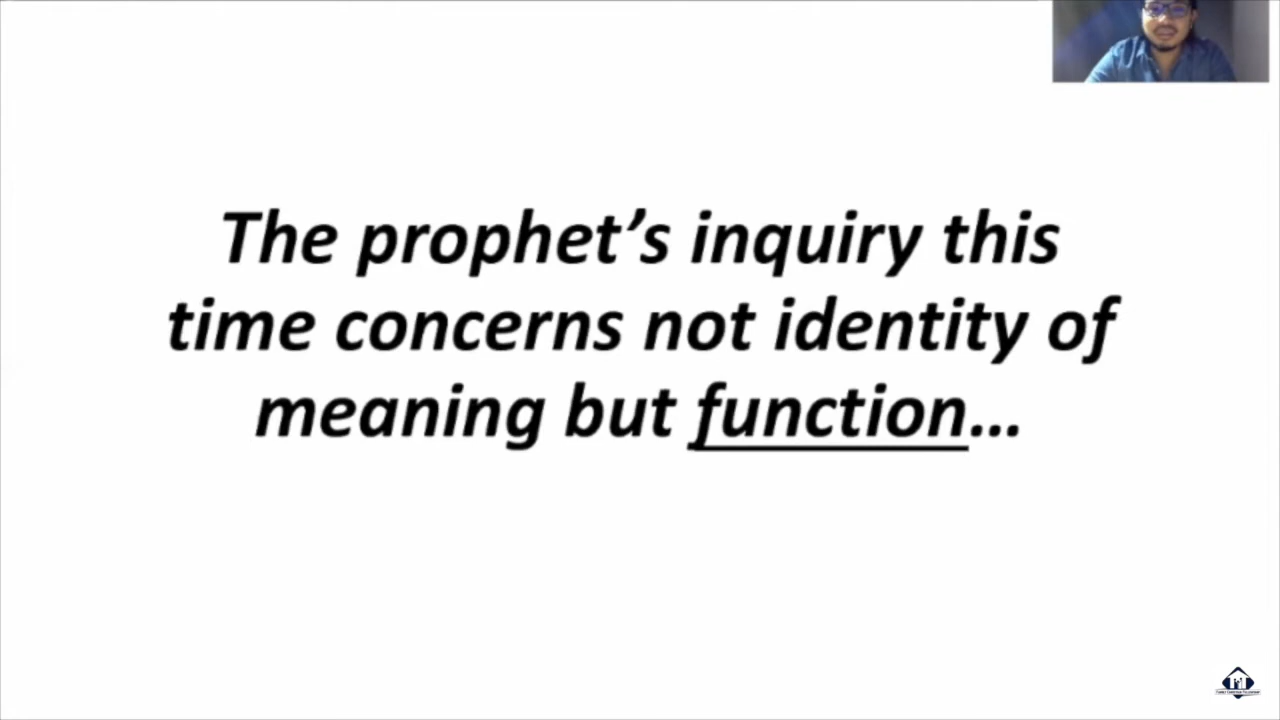 The prophet’s inquiry this
time concerns not identity of
meaning but function…